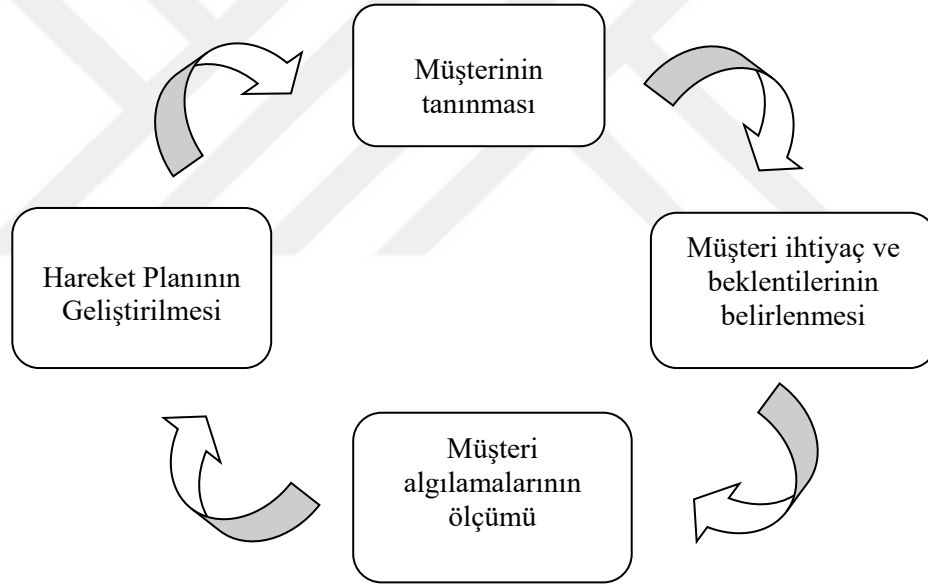 Müşterinin
tanınması
Müşteri ihtiyaç ve
beklentilerinin
belirlenmesi
Müşteri
algılamalarının
ölçümü
Hareket Planının
Geliştirilmesi